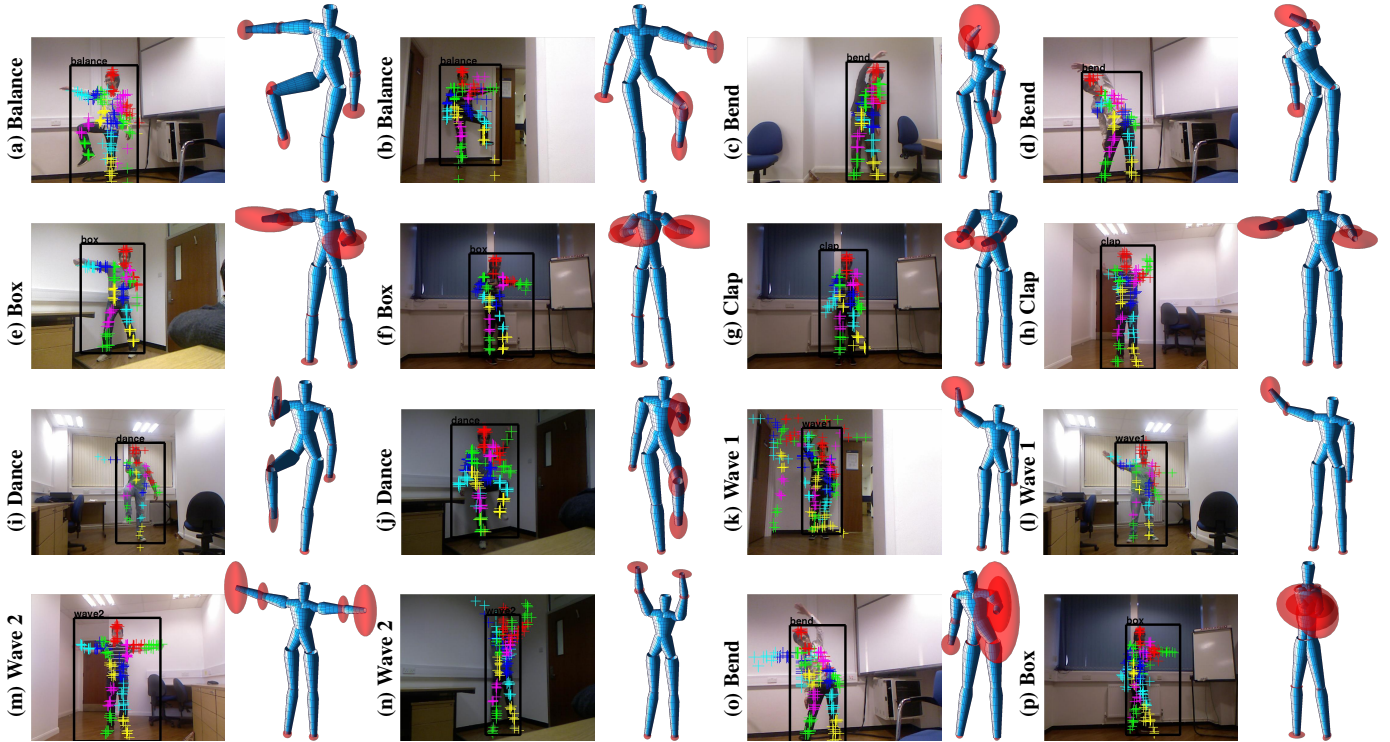 (a) Balance
balance
(b) Balance
balance
(c) Bend
bend
(d) Bend
bend
(e) Box
box
(f) Box
box
(g) Clap
clap
(h) Clap
clap
(i) Dance
dance
(j) Dance
dance
(k) Wave 1
wave1
(l) Wave 1
wave1
(m) Wave 2
wave2
(n) Wave 2
wave2
(o) Bend
bend
(p) Box
box